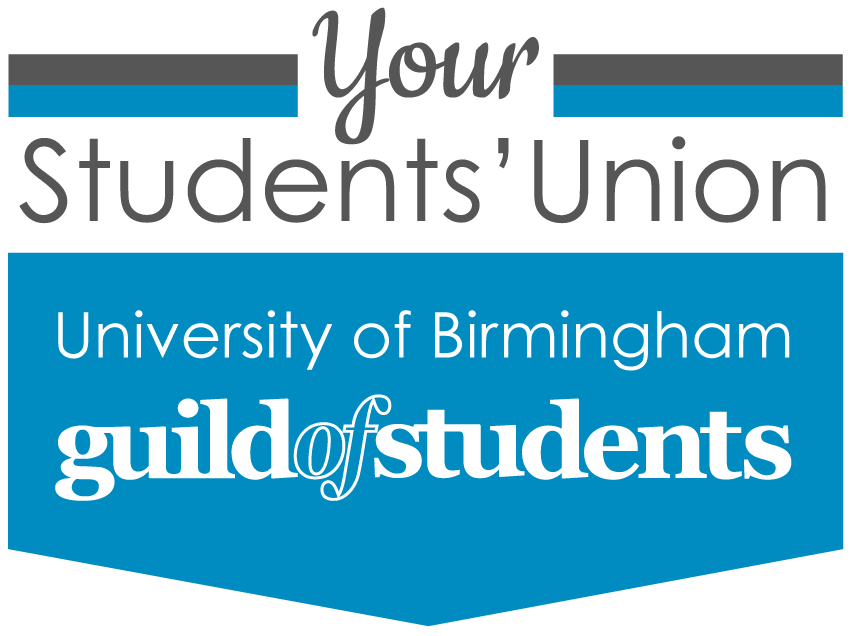 Your
Students’ Union
University of Birmingham
guildofstudents